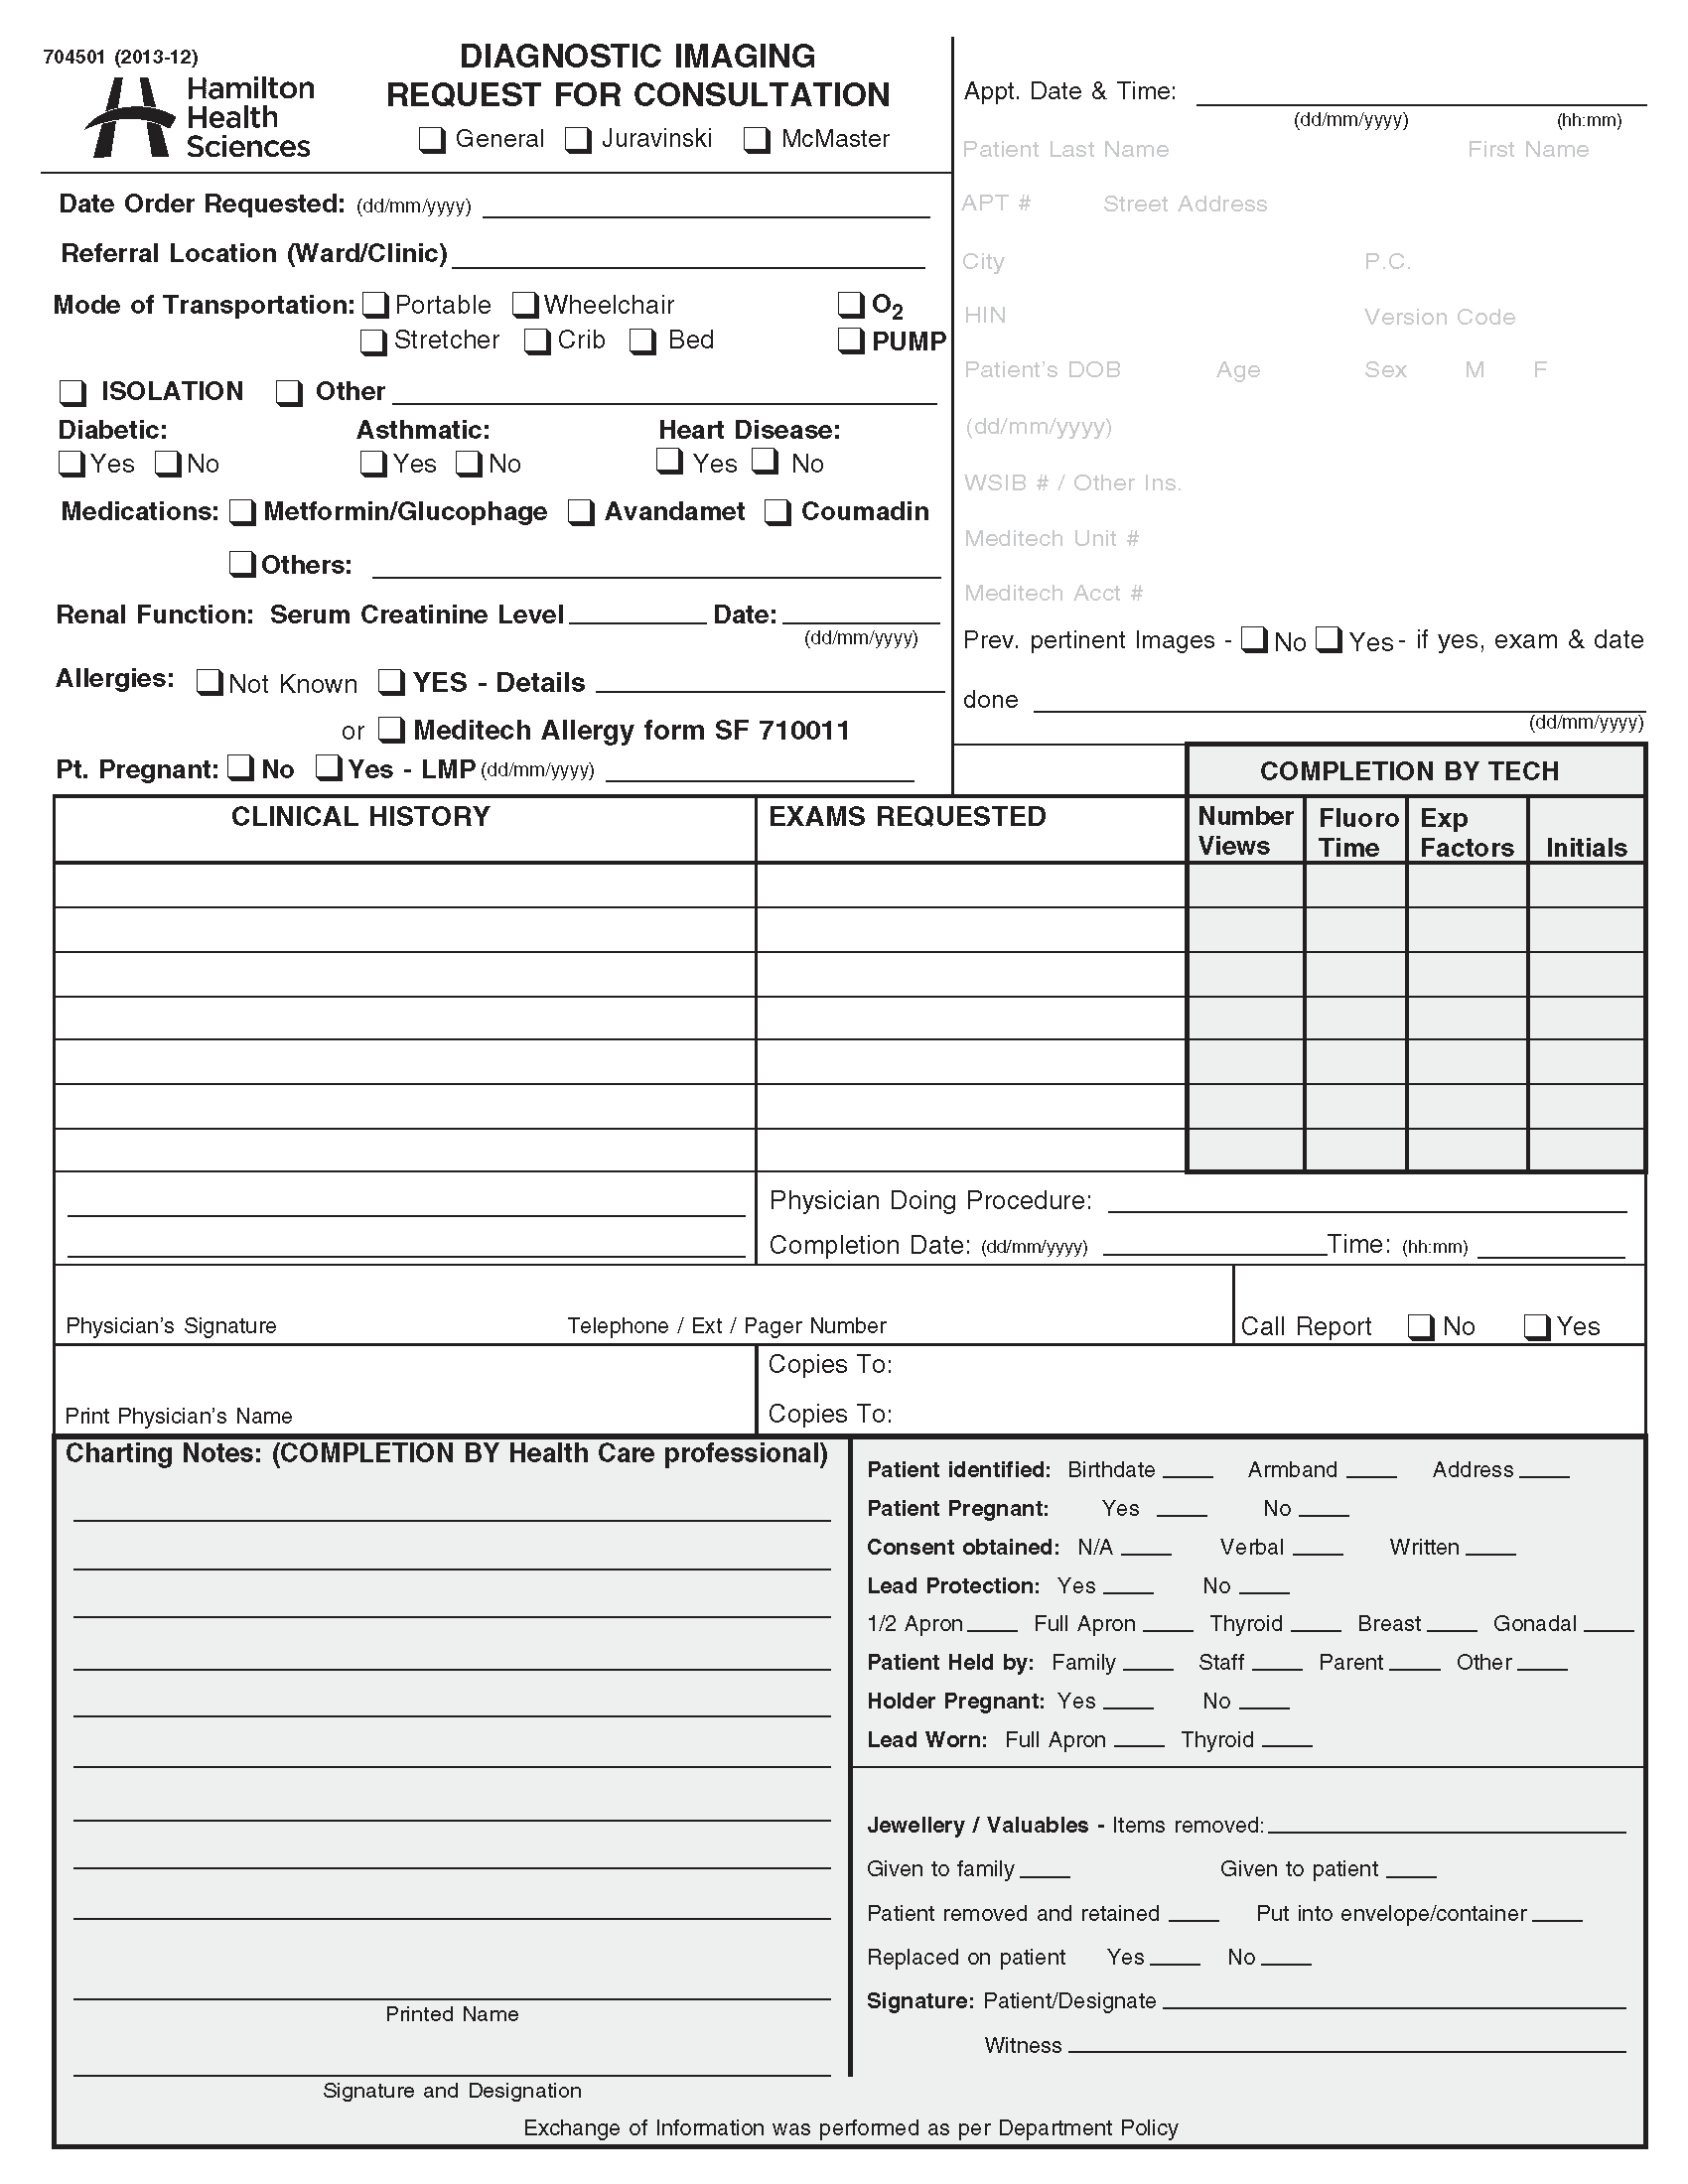 704501 (2013-12)
Hamilton
Health
Sciences
DIAGNOSTIC IMAGING
REQUEST FOR CONSULTATION
General Juravinski McMaster
Date Order Requested: (dd/mm/yyyy)
Referral Location (Ward/Clinic)
Mode of Transportation: Portable Wheelchair O2
Stretcher Crib Bed PUMP
ISOLATION Other
Diabetic: Asthmatic: Heart Disease:
Yes No Yes No Yes No
Medications: Metformin/Glucophage Avandamet Coumadin
Others:
Renal Function: Serum Creatinine Level Date:
(dd/mm/yyyy)
Allergies: Not Known YES - Details
or Meditech Allergy form SF 710011
Pt. Pregnant: No Yes - LMP (dd/mm/yyyy)
Appt. Date & Time:
(dd/mm/yyyy) (hh:mm)
Patient Last Name First Name
APT # Street Address
City P.C.
HIN Version Code
Patient's DOB Age Sex M F
(dd/mm/yyyy)
WSIB # / Other Ins.
Meditech Unit #
Meditech Acct #
Prev. pertinent Images - No Yes - if yes, exam & date
done
(dd/mm/yyyy)
COMPLETION BY TECH
CLINICAL HISTORY EXAMS REQUESTED
Number Views
Fluoro Time
Exp Factors
Initials
Physician Doing Procedure:
Completion Date: (dd/mm/yyyy) Time: (hh:mm)
Physician's Signature Telephone / Ext / Pager Number Call Report No Yes
Copies To:
Print Physician's Name Copies To:
Charting Notes: (COMPLETION BY Health Care professional)
Printed Name
Signature and Designation
Patient identified: Birthdate Armband Address
Patient Pregnant: Yes No
Consent obtained: N/A Verbal Written
Lead Protection: Yes No
1/2 Apron Full Apron Thyroid Breast Gonadal
Patient Held by: Family Staff Parent Other
Holder Pregnant: Yes No
Lead Worn: Full Apron Thyroid
Jewellery / Valuables - Items removed:
Given to family Given to patient
Patient removed and retained Put into envelope/container
Replaced on patient Yes No
Signature: Patient/Designate
Witness
Exchange of Information was performed as per Department Policy